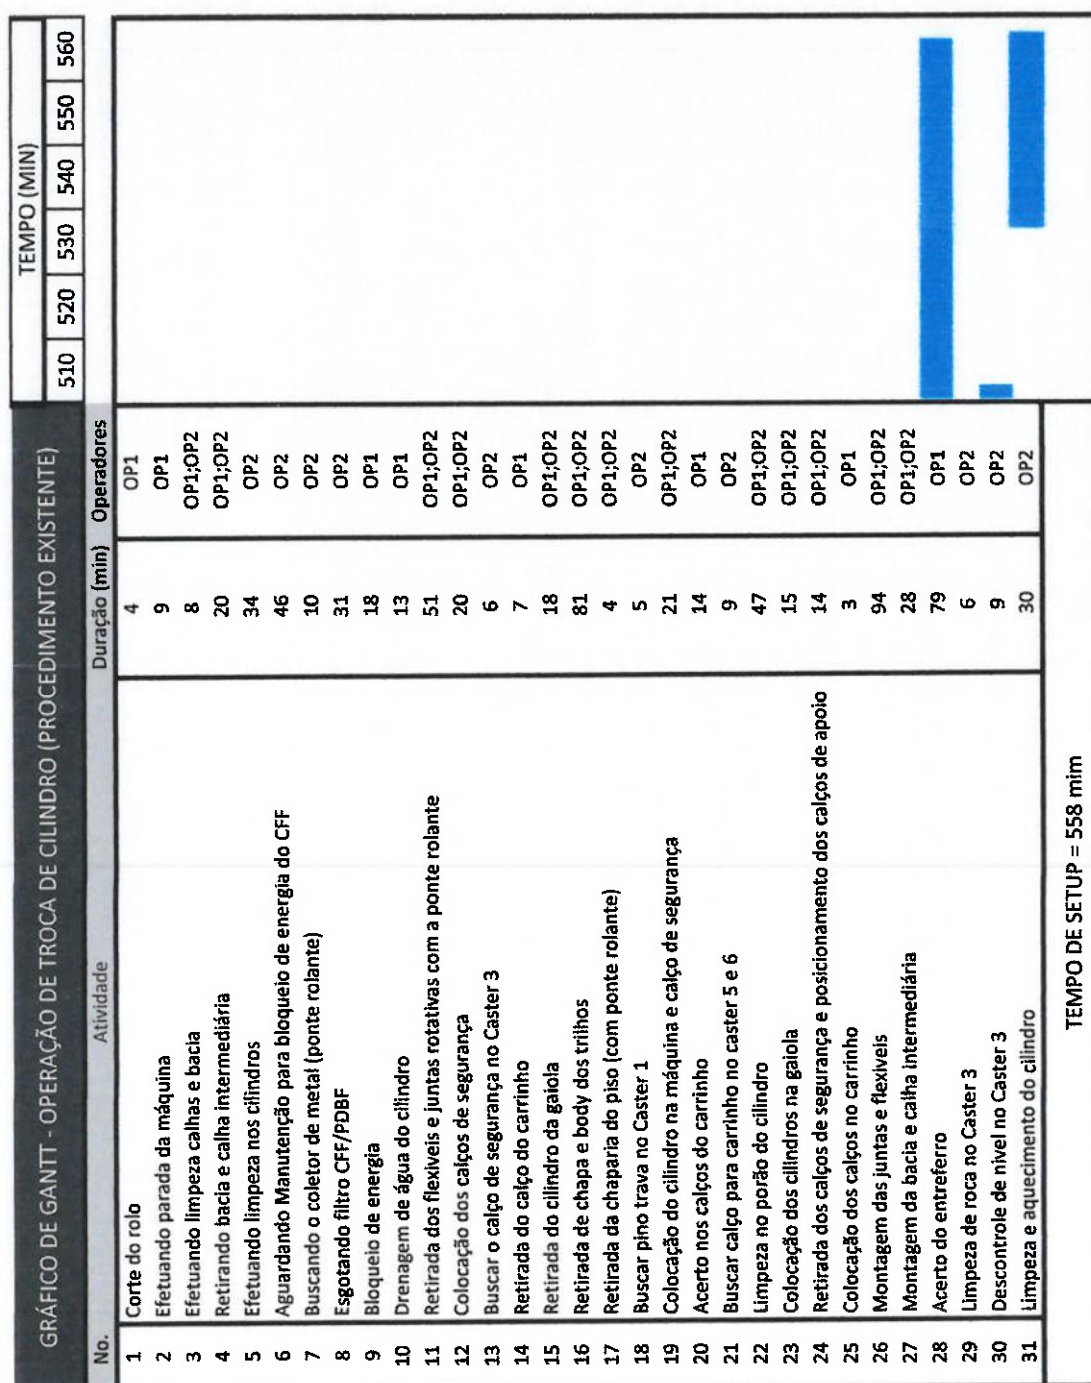 GRÁFICO DE GANTT - OPERAÇÃO DE TROCA DE CILINDRO (PROCEDIMENTO EXISTENTE) TEMPO (MIN)
No. Atividade Duração (min) Operadores 510 520 530 540 550 560
1 Corte do rolo 4 OP1
2 Efetuando parada da máquina 9 OP1
3 Efetuando limpeza calhas e bacia 8 OP1;OP2
4 Retirando bacia e calha intermediária 20 OP1;OP2
5 Efetuando limpeza nos cilindros 34 OP2
6 Aguardando Manutenção para bloqueio de energia do CFF 46 OP2
7 Buscando o coletor de metal (ponte rolante) 10 OP2
8 Esgotando filtro CFF/PDBF 31 OP2
9 Bloqueio de energia 18 OP1
10 Drenagem de água do cilindro 13 OP1
11 Retirada dos flexiveis e juntas rotativas com a ponte rolante 51 OP1;OP2
12 Colocação dos calços de segurança 20 OP1;OP2
13 Buscar o calço de segurança no Caster 3 6 OP2
14 Retirada do calço do carrinho 7 OP1
15 Retirada do cilindro da gaiola 18 OP1;OP2
16 Retirada de chapa e body dos trilhos 81 OP1;OP2
17 Retirada da chaparia do piso (com ponte rolante) 4 OP1;OP2
18 Buscar pino trava no Caster 1 5 OP2
19 Colocação do cilindro na máquina e calço de segurança 21 OP1;OP2
20 Acerto nos calços do carrinho 14 OP1
21 Buscar calço para carrinho no caster 5 e 6 9 OP2
22 Limpeza no porão do cilindro 47 OP1;OP2
23 Colocação dos cilindros na gaiola 15 OP1;OP2
24 Retirada dos calços de segurança e posicionamento dos calços de apoio 14 OP1;OP2
25 Colocação dos calços no carrinho 3 OP1
26 Montagem das juntas e flexíveis 94 OP1;OP2
27 Montagem da bacia e calha intermediária 28 OP1;OP2
28 Acerto do entreferro 79 OP1
29 Limpeza de roca no Caster 3 6 OP2
30 Descontrole de nivel no Caster 3 9 OP2
31 Limpeza e aquecimento do cilindro 30 OP2
TEMPO DE SETUP = 558 mim